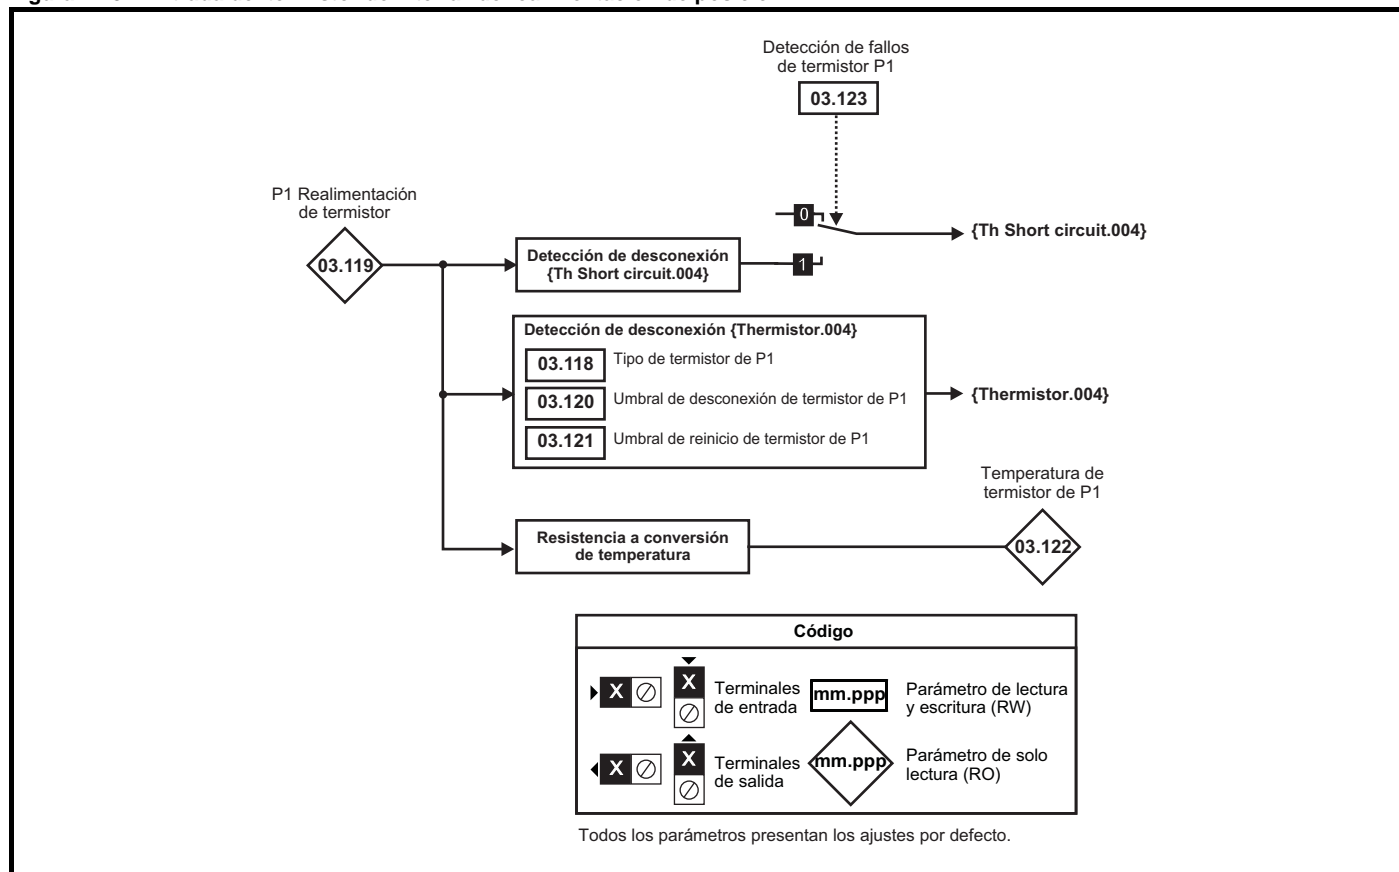 Detección de fallos
de termistor P1
03.123
P1 Realimentación
de termistor
03.119
0
{Th Short circuit.004}
Detección de desconexión
{Th Short circuit.004}
1
Detección de desconexión {Thermistor.004}
03.118 Tipo de termistor de P1
03.120 Umbral de desconexión de termistor de P1
03.121 Umbral de reinicio de termistor de P1
{Thermistor.004}
Temperatura de
termistor de P1
Resistencia a conversión
de temperatura
03.122
Código
X
X
Terminales
de entrada
mm.ppp
Parámetro de lectura
y escritura (RW)
X
X
Terminales
de salida
mm.ppp
Parámetro de solo
lectura (RO)
Todos los parámetros presentan los ajustes por defecto.